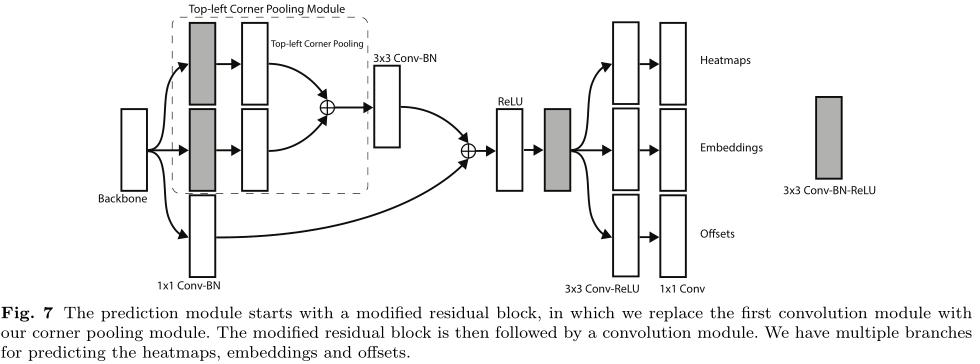 Top-left Corner Pooling Module
Top-left Corner Pooling
3x3 Conv-BN
Heatmaps
ReLU
Embeddings
3x3 Conv-BN-ReLU
Backbone
Offsets
1x1 Conv-BN
3x3 Conv-ReLU
1x1 Conv
Fig. 7 The prediction module starts with a modified residual block, in which we replace the first convolution module with
our corner pooling module. The modified residual block is then followed by a convolution module. We have multiple branches
for predicting the heatmaps, embeddings and offsets.